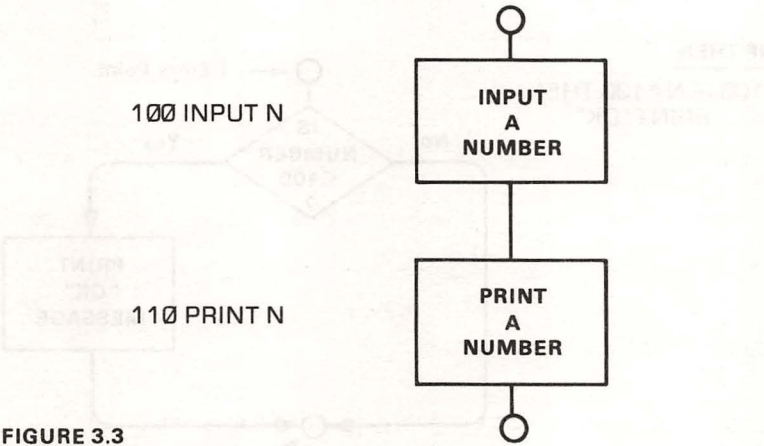 100 INPUT N
INPUT
A
NUMBER
110 PRINT N
PRINT
A
NUMBER
FIGURE 3.3